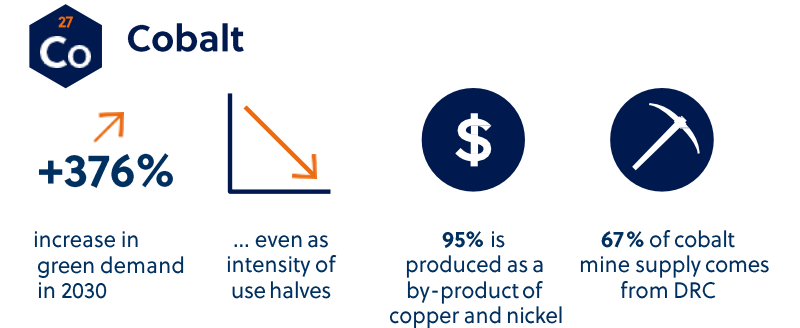 27
Co
Cobalt
+376%
increase in
green demand
in 2030
... even as
intensity of
use halves
$
95% is
produced as a
by-product of
copper and nickel
67% of cobalt
mine supply comes
from DRC